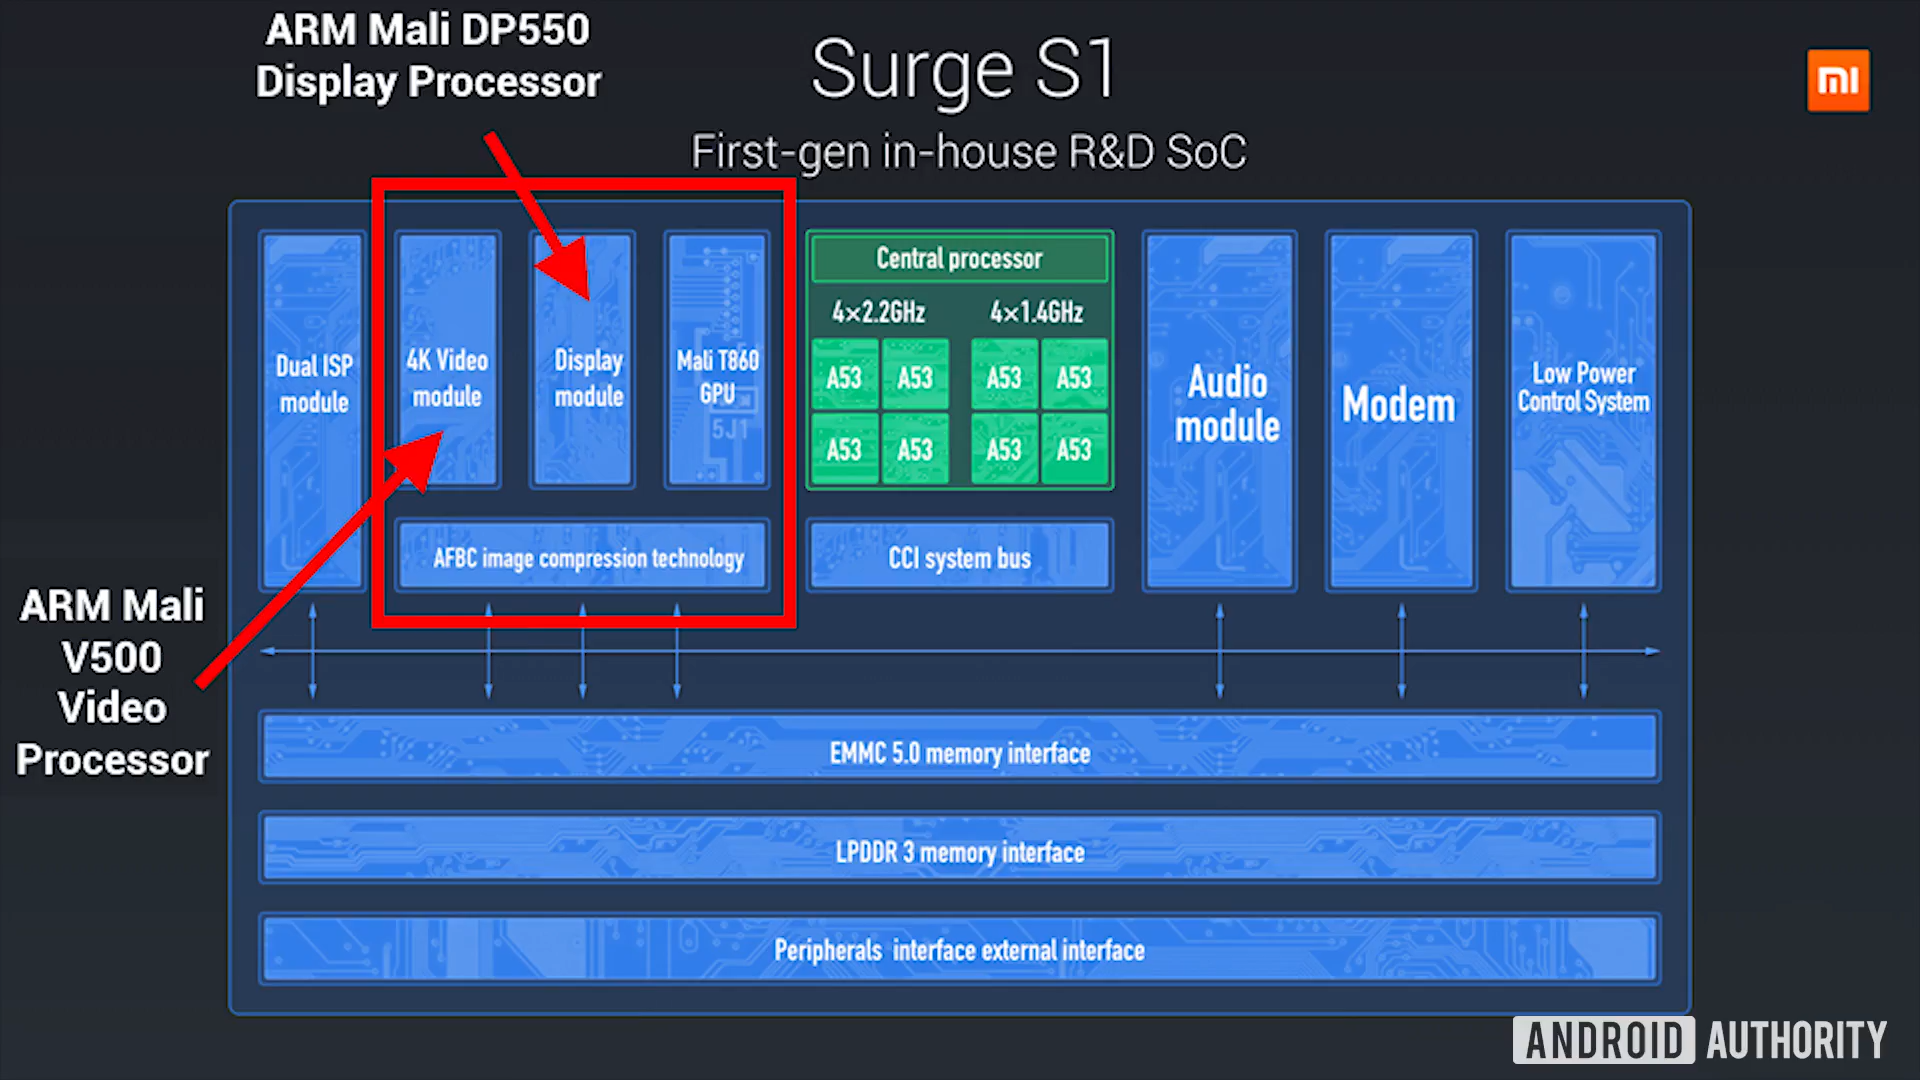 ARM Mali DP550
Display Processor
Surge S1
First-gen in-house R&D SoC
MI
Dual ISP
module
4K Video
module
Display
module
Mali T860
GPU
5J1
Central processor
4×2.2GHz 4×1.4GHz
A53 A53 A53 A53
A53 A53 A53 A53
Audio
module
Modem
Low Power
Control System
AFBC image compression technology
CCI system bus
ARM Mali
V500
Video
Processor
EMMC 5.0 memory interface
LPDDR 3 memory interface
Peripherals interface external interface
ANDROID AUTHORITY